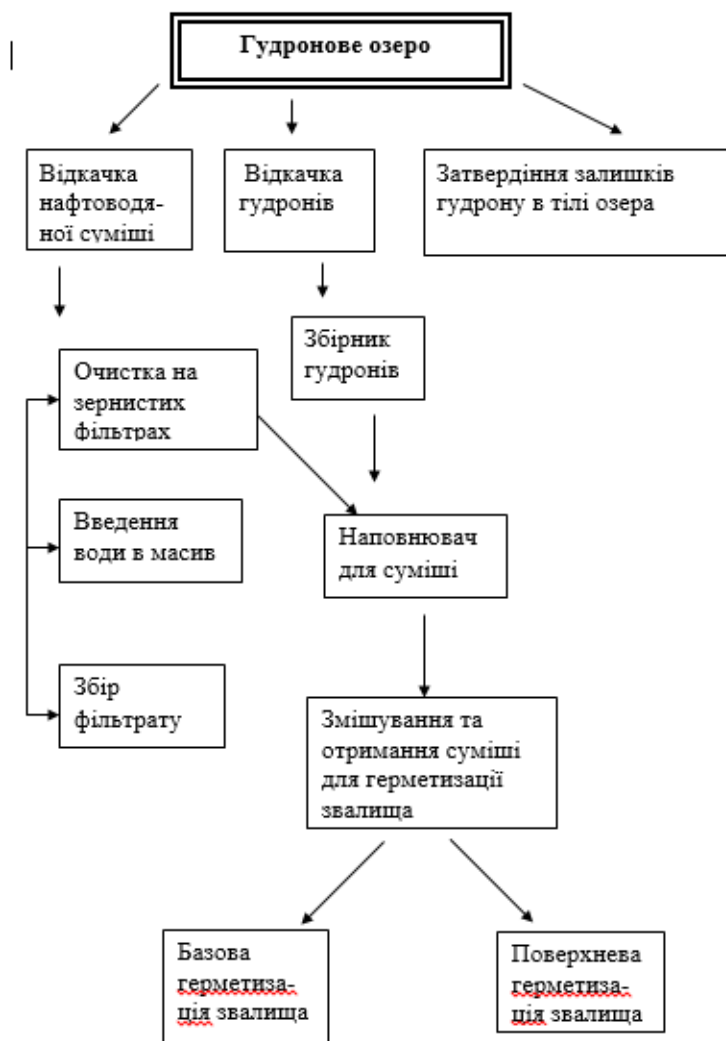 Гудронове озеро
Відкачка
нафтоводя-
ної суміші
Відкачка
гудронів
Затвердіння залишків
гудрону в тілі озера
Збірник
гудронів
Очистка на
зернистих
фільтрах
Введення
води в масив
Наповнювач
для суміші
Збір
фільтрату
Змішування та
отримання суміші
для герметизації
звалища
Базова
герметиза-
ція звалища
Поверхнева
герметиза-
ція звалища